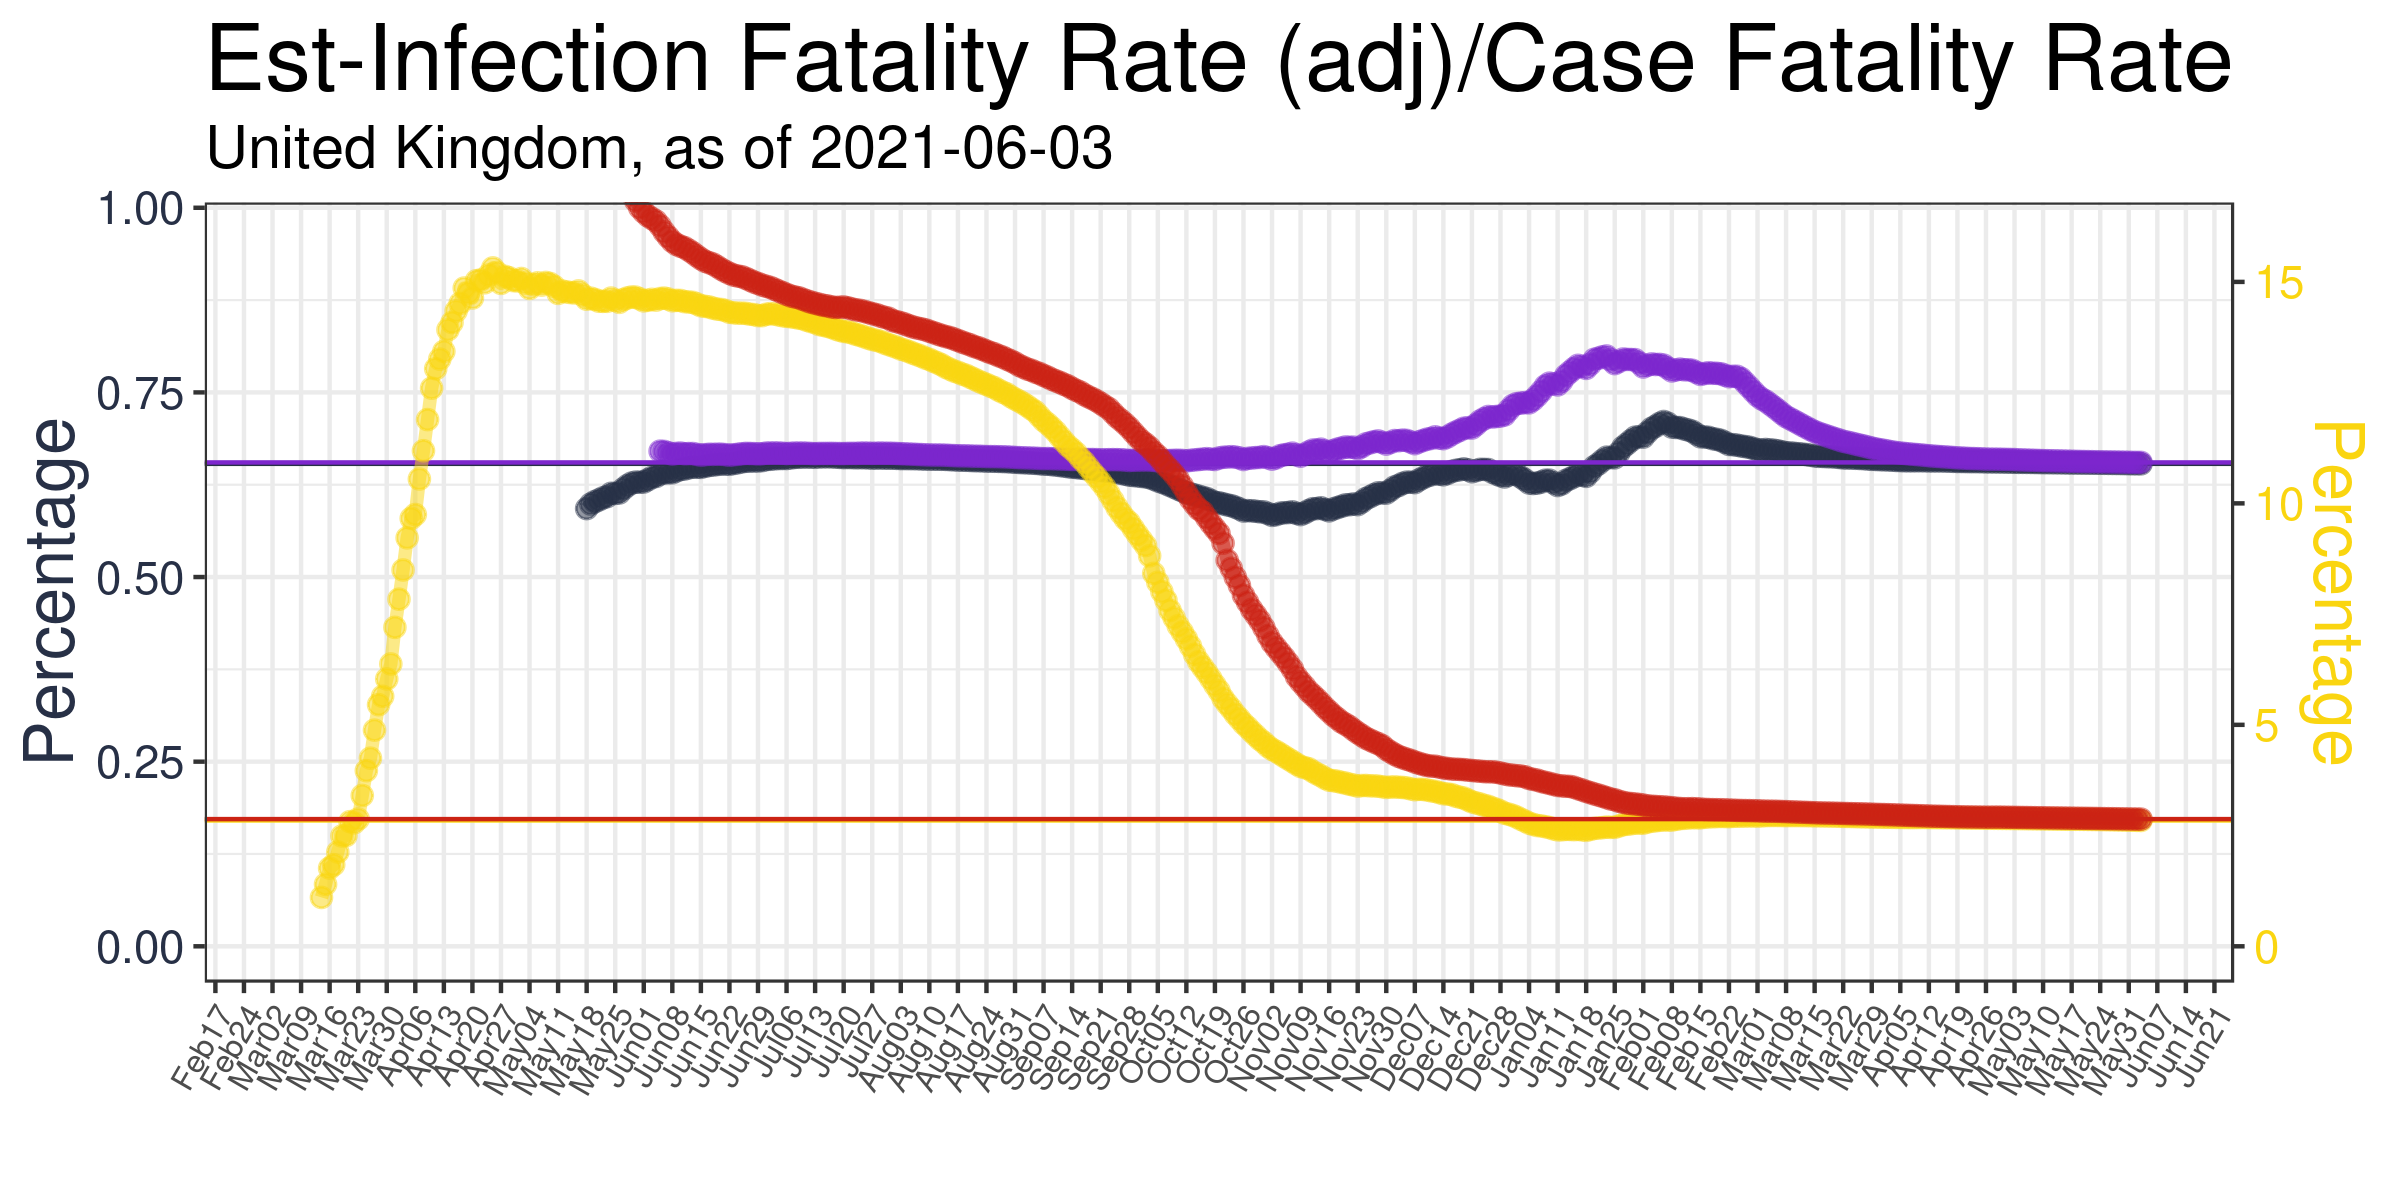 Est-Infection Fatality Rate (adj)/Case Fatality Rate
United Kingdom, as of 2021-06-03
Percentage
1.00
0.75
0.50
0.25
0.00
15
10
5
0
Percentage
Feb17
Feb24
Mar02
Mar09
Mar16
Mar23
Mar30
Apr06
Apr13
Apr20
Apr27
May04
May11
May18
May25
Jun01
Jun08
Jun15
Jun22
Jun29
Jul06
Jul13
Jul20
Jul27
Aug03
Aug10
Aug17
Aug24
Aug31
Sep07
Sep14
Sep21
Sep28
Oct05
Oct12
Oct19
Oct26
Nov02
Nov09
Nov16
Nov23
Nov30
Dec07
Dec14
Dec21
Dec28
Jan04
Jan11
Jan18
Jan25
Feb01
Feb08
Feb15
Feb22
Mar01
Mar08
Mar15
Mar22
Mar29
Apr05
Apr12
Apr19
Apr26
May03
May10
May17
May24
May31
Jun07
Jun14
Jun21